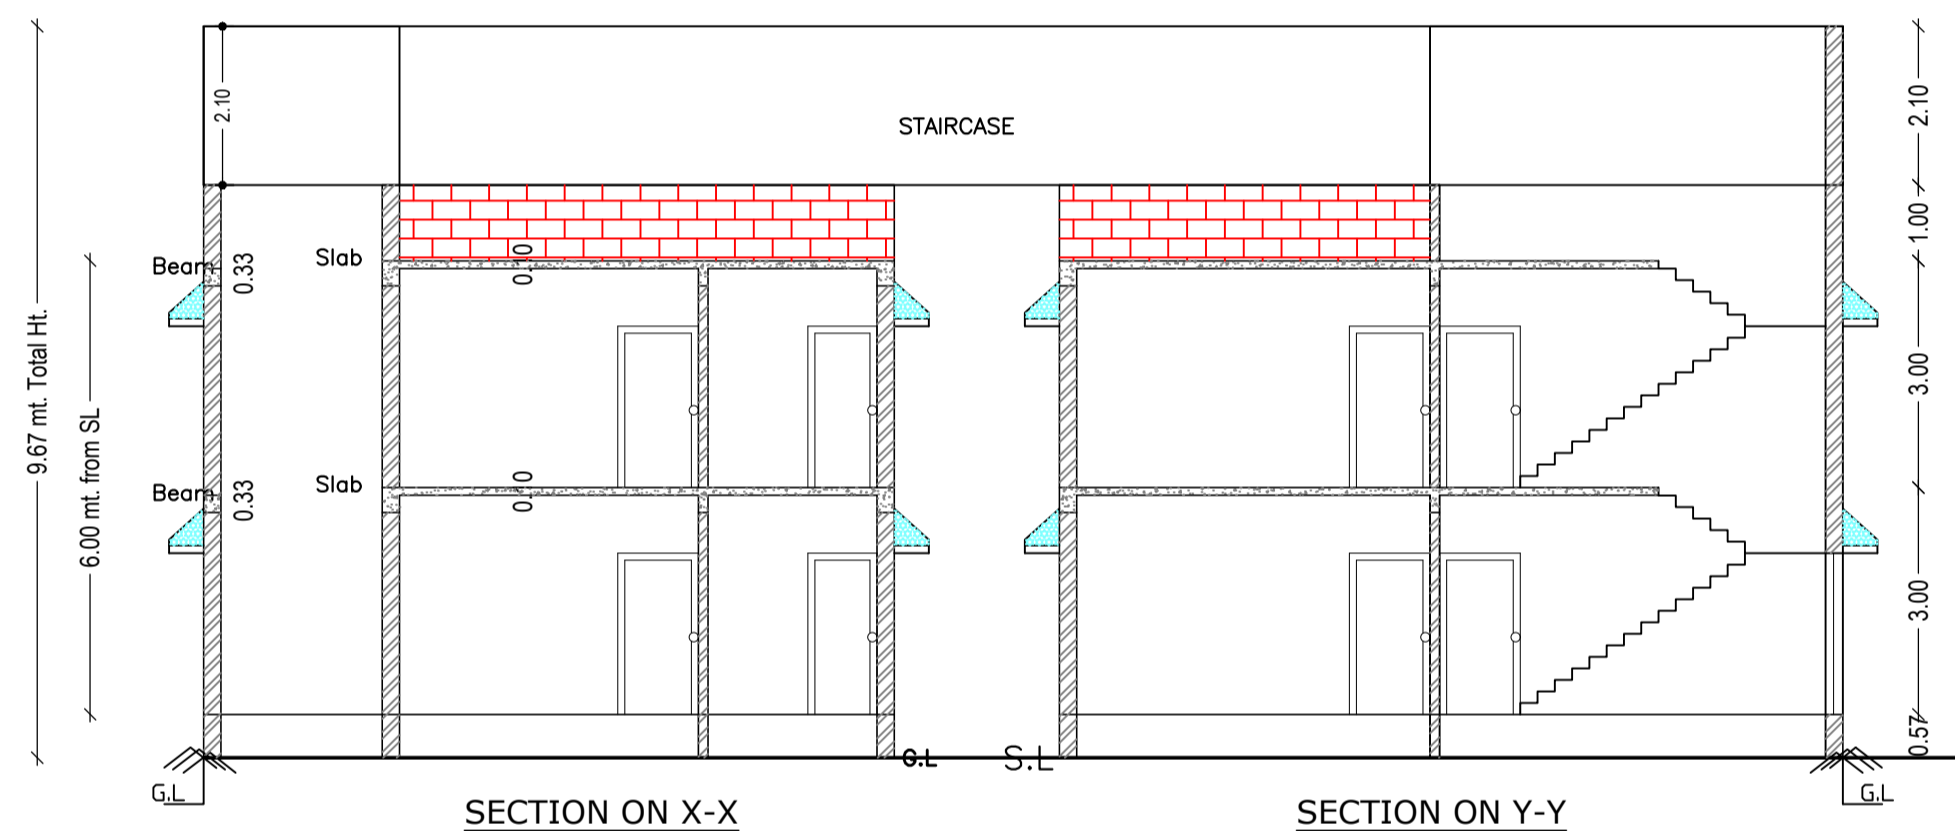 2.10
STAIRCASE
2.10
1.00
Beam
0.33
Slab
0.10
9.67 mt. Total Ht.
6.00 mt. from SL
3.00
Beam
0.33
Slab
0.10
3.00
0.57
G.L
S.L
G.L
G.L
SECTION ON X-X
SECTION ON Y-Y